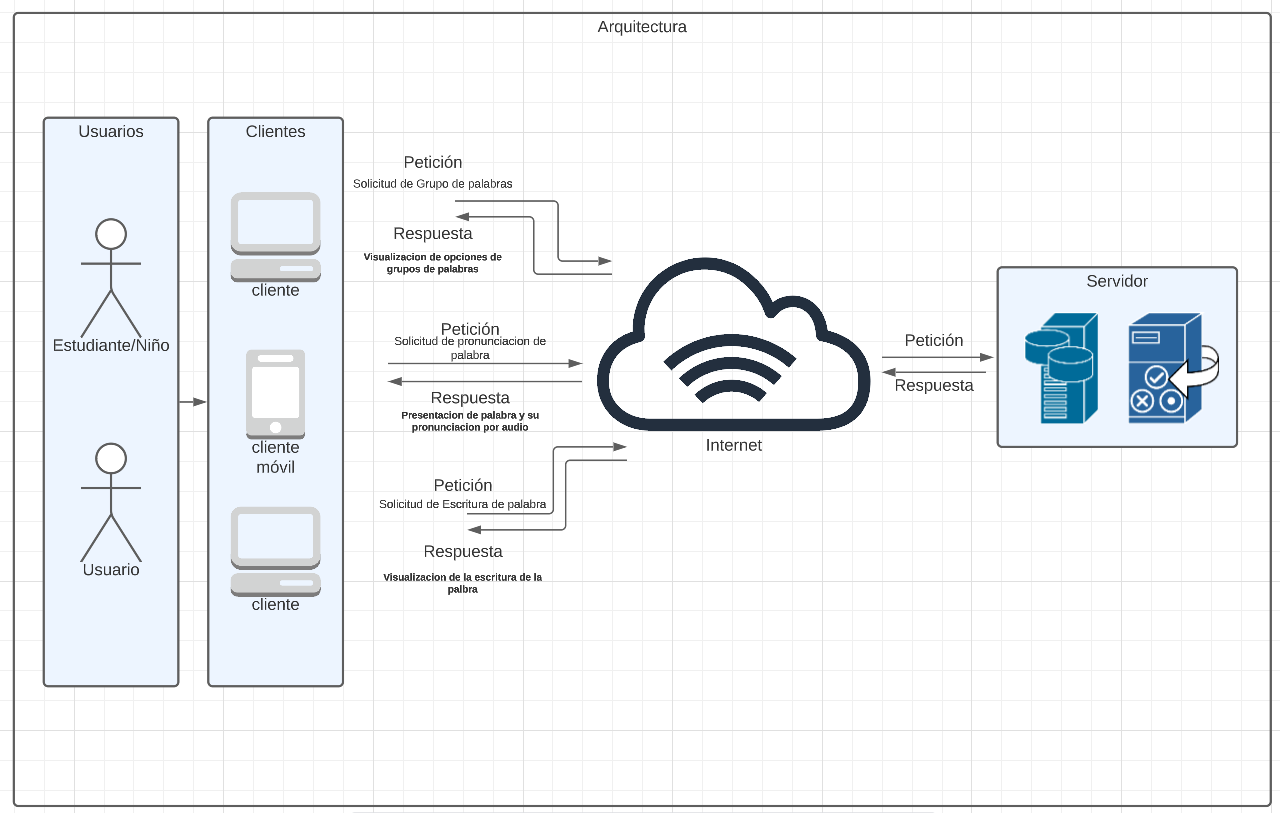 Arquitectura
Usuarios
Estudiante/Niño
Usuario
Clientes
cliente
cliente
móvil
cliente
Petición
Solicitud de Grupo de palabras
Respuesta
Visualizacion de opciones de
grupos de palabras
Petición
Solicitud de pronunciacion de
palabra
Respuesta
Presentacion de palabra y su
pronunciacion por audio
Petición
Solicitud de Escritura de palabra
Respuesta
Visualizacion de la escritura de la
palbra
Internet
Petición
Respuesta
Servidor